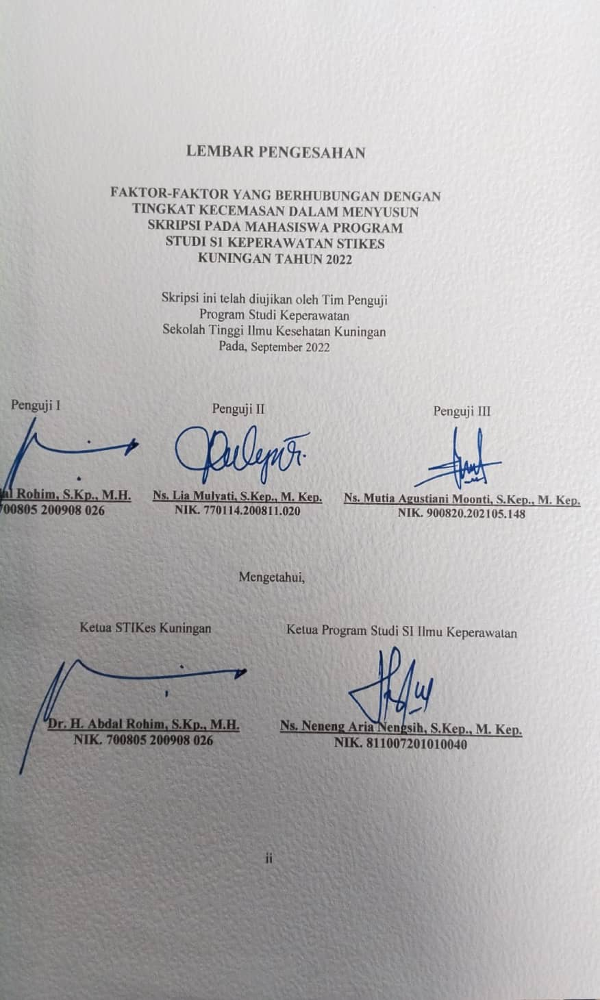 LEMBAR PENGESAHAN
FAKTOR-FAKTOR YANG BERHUBUNGAN DENGAN
TINGKAT KECEMASAN DALAM MENYUSUN
SKRIPSI PADA MAHASISWA PROGRAM
STUDI S1 KEPERAWATAN STIKES
KUNINGAN TAHUN 2022
Skripsi ini telah diujikan oleh Tim Penguji
Program Studi Keperawatan
Sekolah Tinggi Ilmu Kesehatan Kuningan
Pada, September 2022
Penguji I
Penguji II
Penguji III
Rohim, S.Kp., M.H.
Ns. Lia Mulyati, S.Kep., M. Kep.
Ns. Mutia Agustiani Moonti, S.Kep., M. Kep.
700805 200908 026
NIK. 770114.200811.020
NIK. 900820.202105.148
Mengetahui,
Ketua STIKes Kuningan
Ketua Program Studi SI Ilmu Keperawatan
Dr. H. Abdal Rohim, S.Kp., M.H.
Ns. Neneng Aria Nengsih, S.Kep., M. Kep.
NIK. 700805 200908 026
NIK. 811007201010040
ii